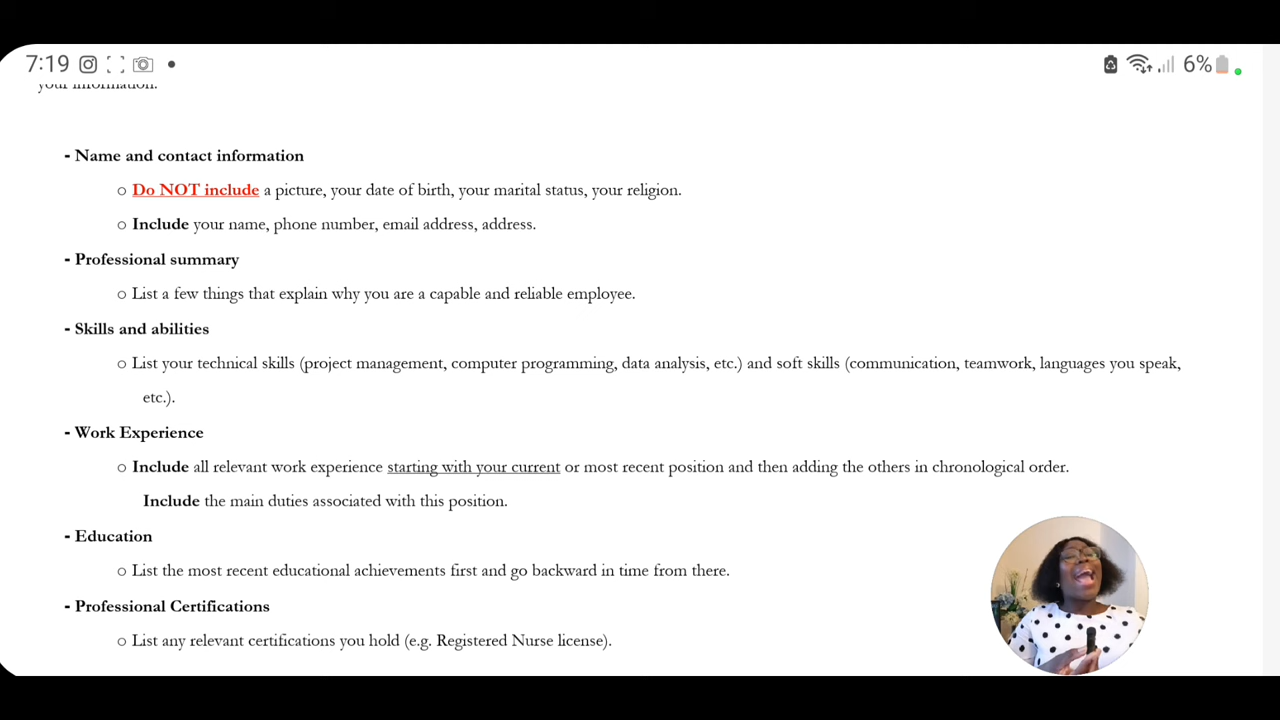 7:19 6%
your information.
- Name and contact information
o Do NOT include a picture, your date of birth, your marital status, your religion.
o Include your name, phone number, email address, address.
- Professional summary
o List a few things that explain why you are a capable and reliable employee.
- Skills and abilities
o List your technical skills (project management, computer programming, data analysis, etc.) and soft skills (communication, teamwork, languages you speak,
etc.).
- Work Experience
o Include all relevant work experience starting with your current or most recent position and then adding the others in chronological order.
Include the main duties associated with this position.
- Education
o List the most recent educational achievements first and go backward in time from there.
- Professional Certifications
o List any relevant certifications you hold (e.g. Registered Nurse license).